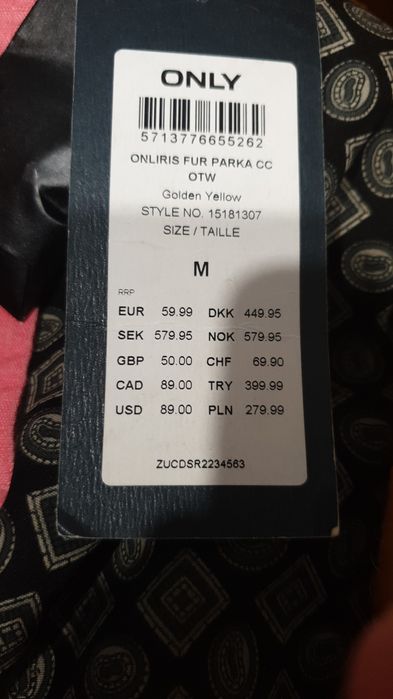 ONLY
5713776655262
ONLIRIS FUR PARKA CC
OTW
Golden Yellow
STYLE NO. 15181307
SIZE / TAILLE
M
RRP
EUR 59.99 DKK 449.95
SEK 579.95 NOK 579.95
GBP 50.00 CHF 69.90
CAD 89.00 TRY 399.99
USD 89.00 PLN 279.99
ZUCDSR2234563